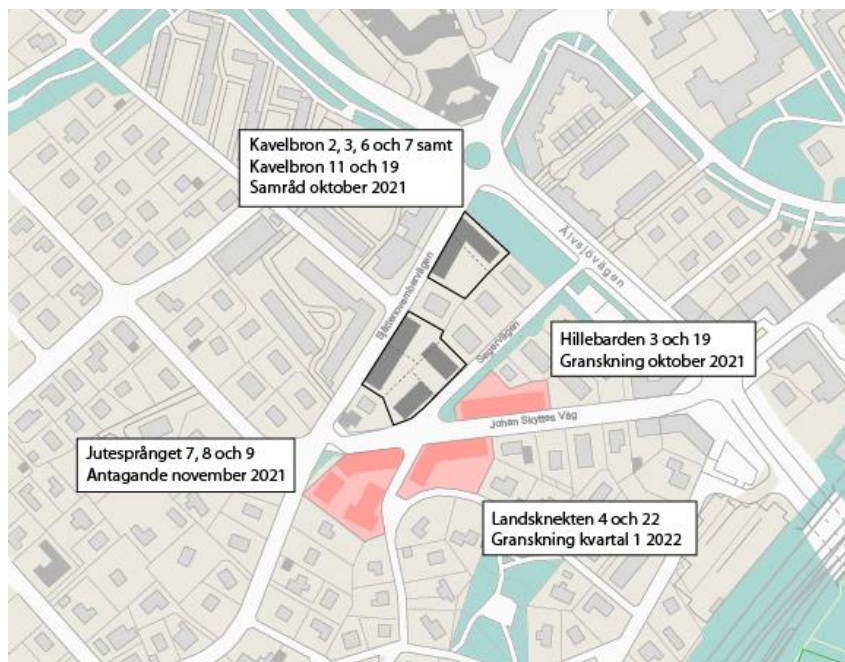 Kavelbron 2, 3, 6 och 7 samt
Kavelbron 11 och 19
Samråd oktober 2021
Älvsjövägen
Sjättenovembervägen
Segervägen
Hillebarden 3 och 19
Granskning oktober 2021
Johan Skyttes Väg
Jutesprånget 7, 8 och 9
Antagande november 2021
Landsknekten 4 och 22
Granskning kvartal 1 2022